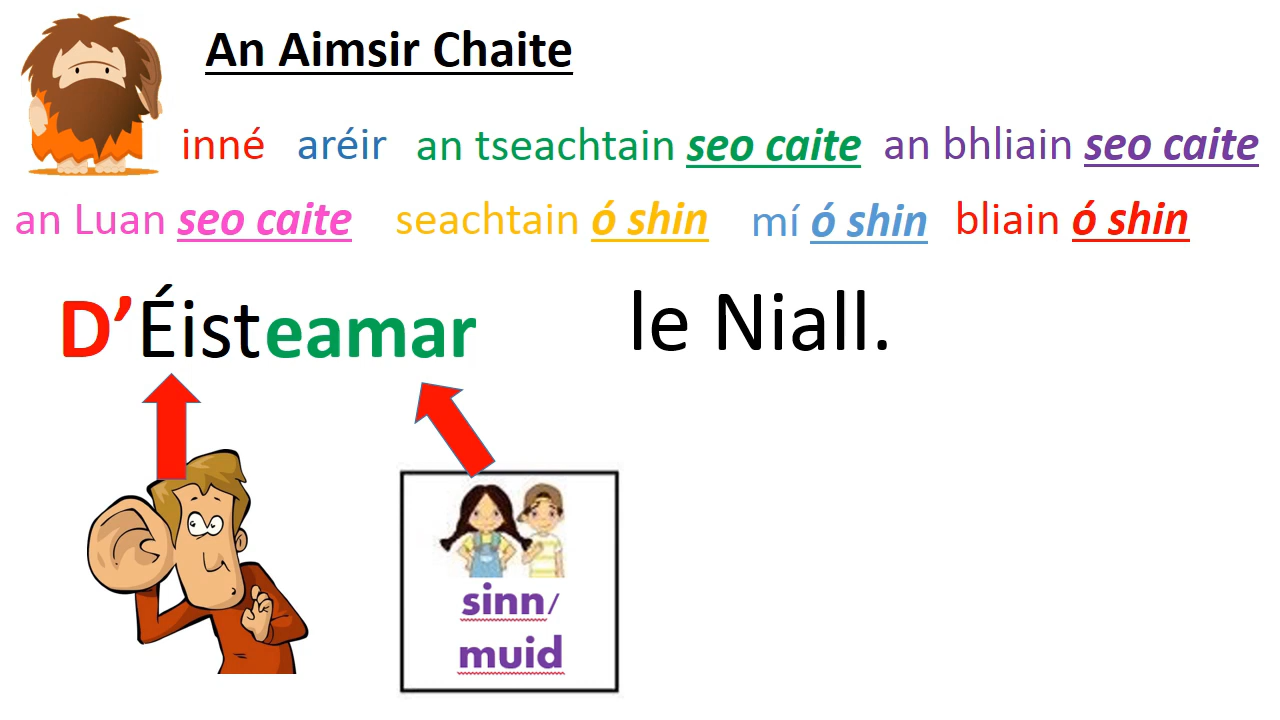 An Aimsir Chaite
inné aréir an tseachtain seo caite an bhliain seo caite
an Luan seo caite seachtain ó shin mí ó shin bliain ó shin
D’Éisteamar le Niall.
sinn/
muid